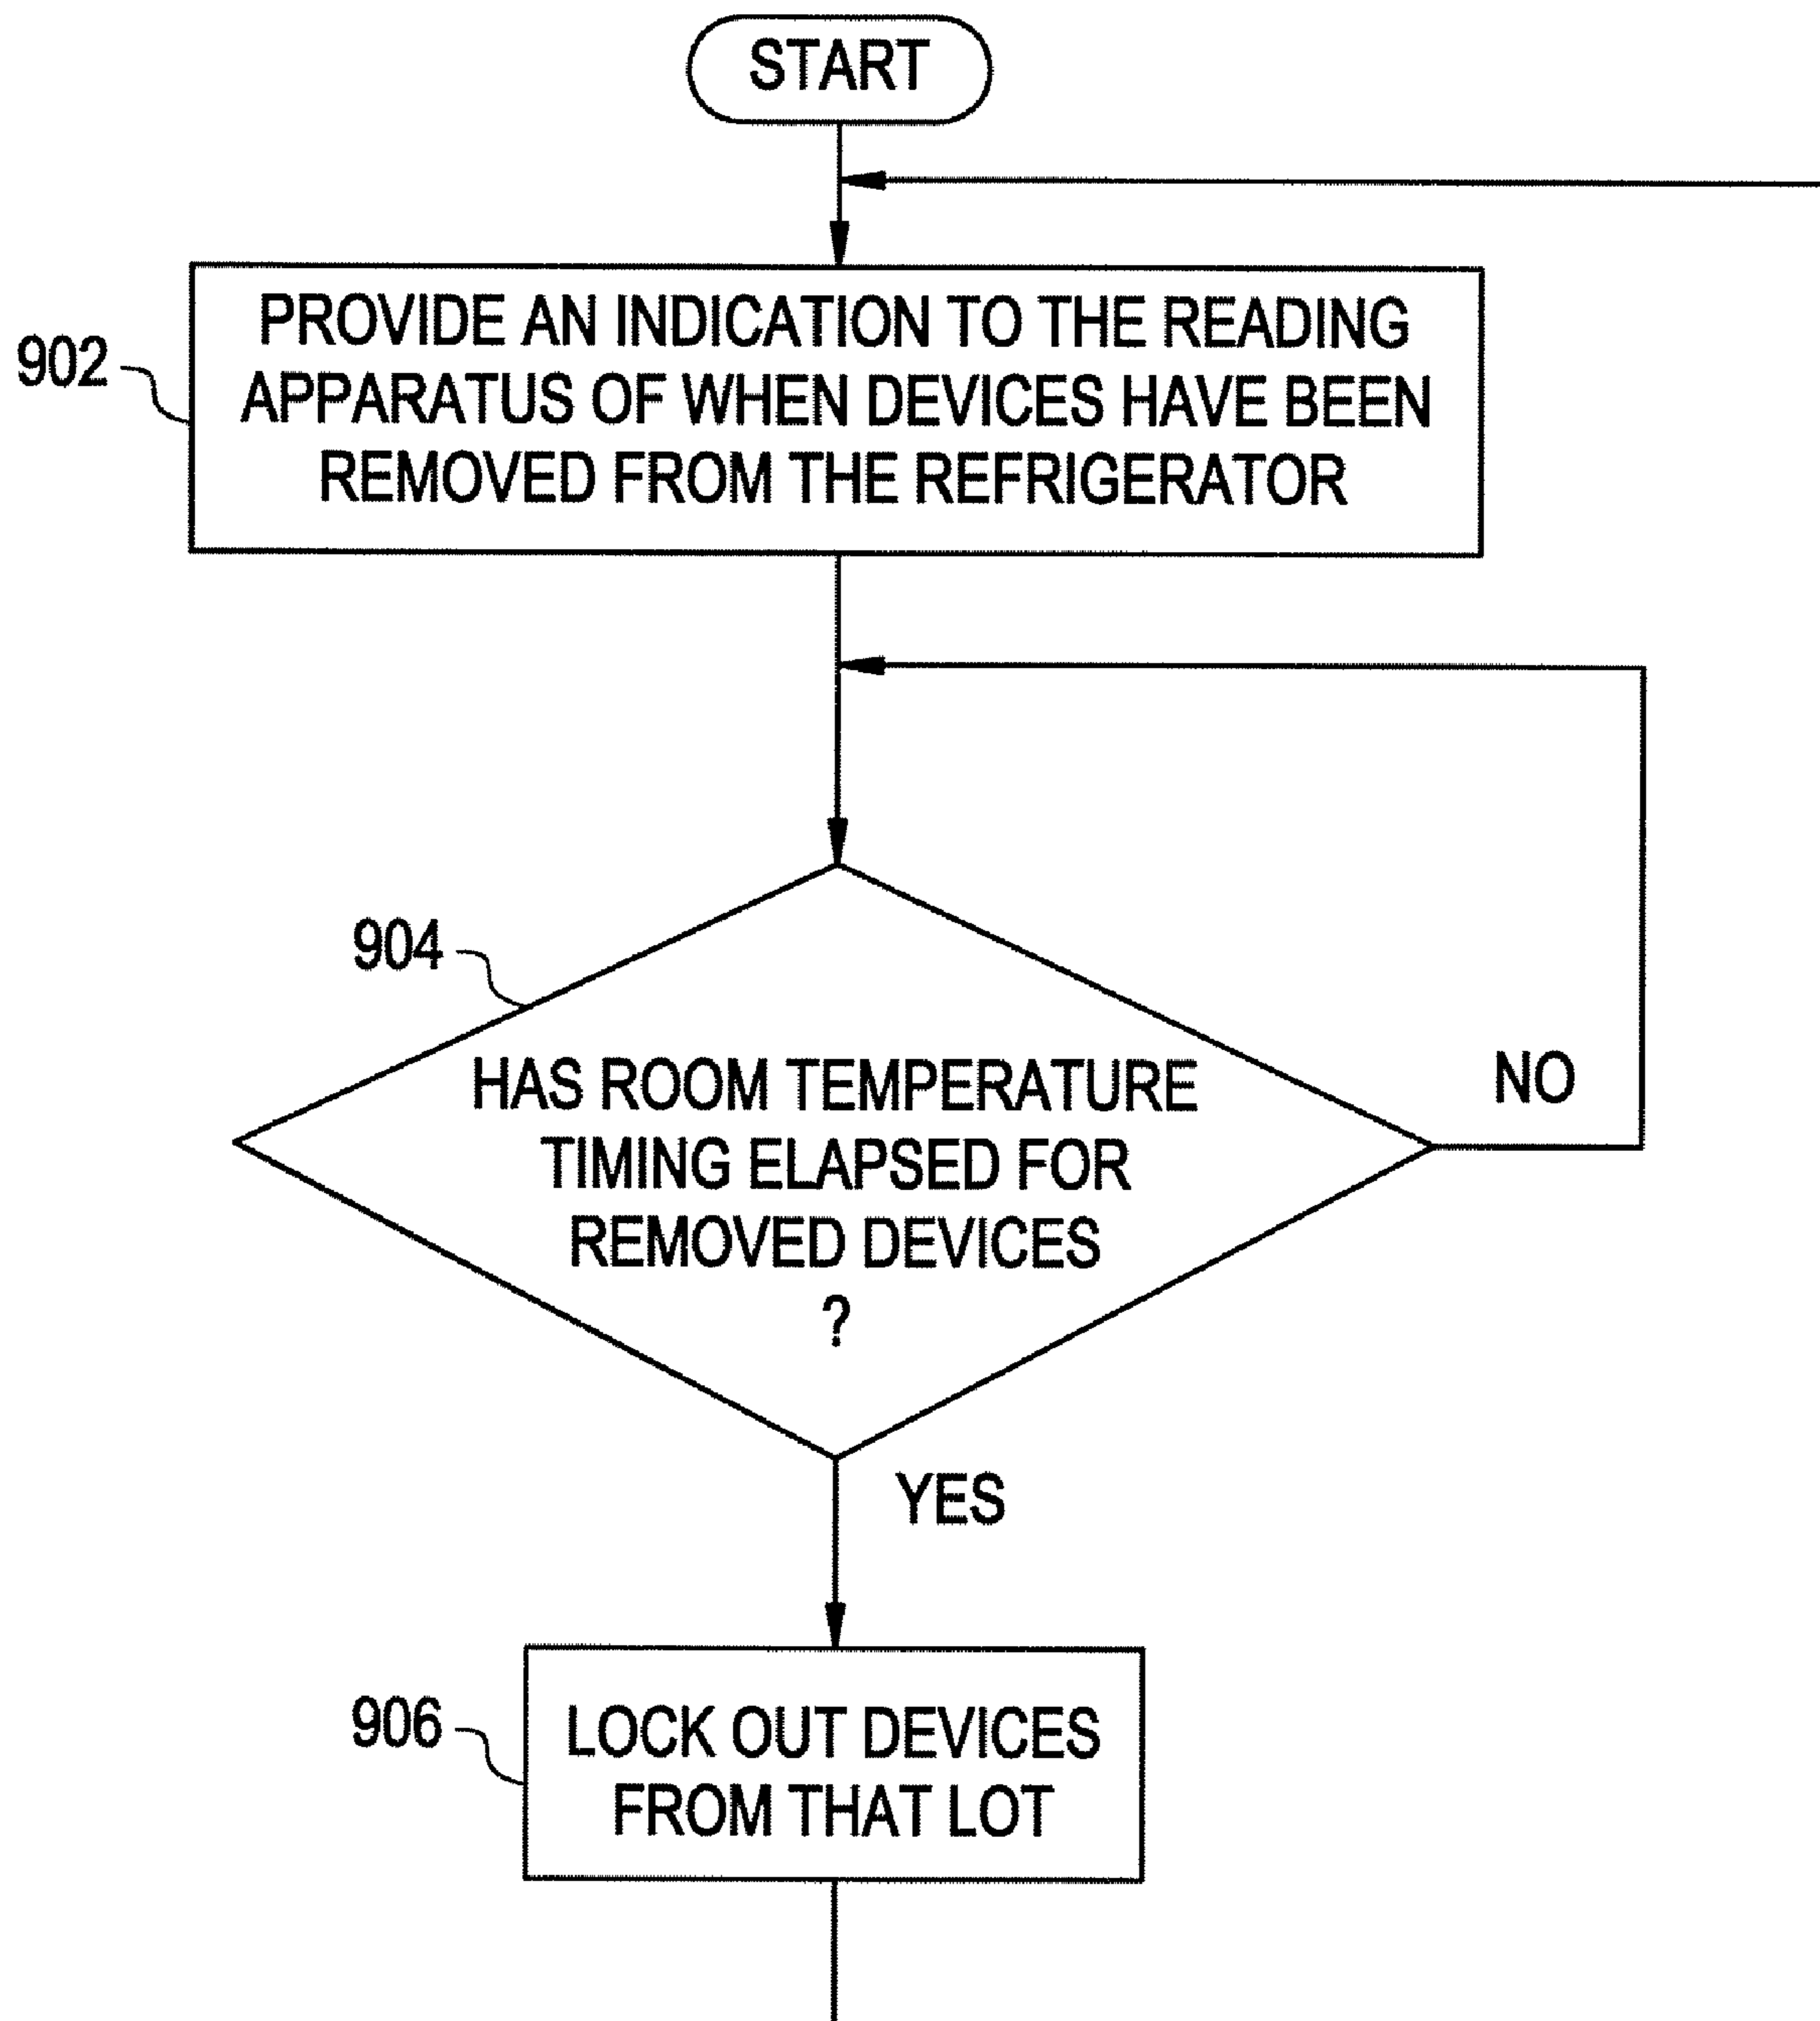 START
902
PROVIDE AN INDICATION TO THE READING
APPARATUS OF WHEN DEVICES HAVE BEEN
REMOVED FROM THE REFRIGERATOR
904
HAS ROOM TEMPERATURE
TIMING ELAPSED FOR
REMOVED DEVICES
?
NO
YES
906
LOCK OUT DEVICES
FROM THAT LOT